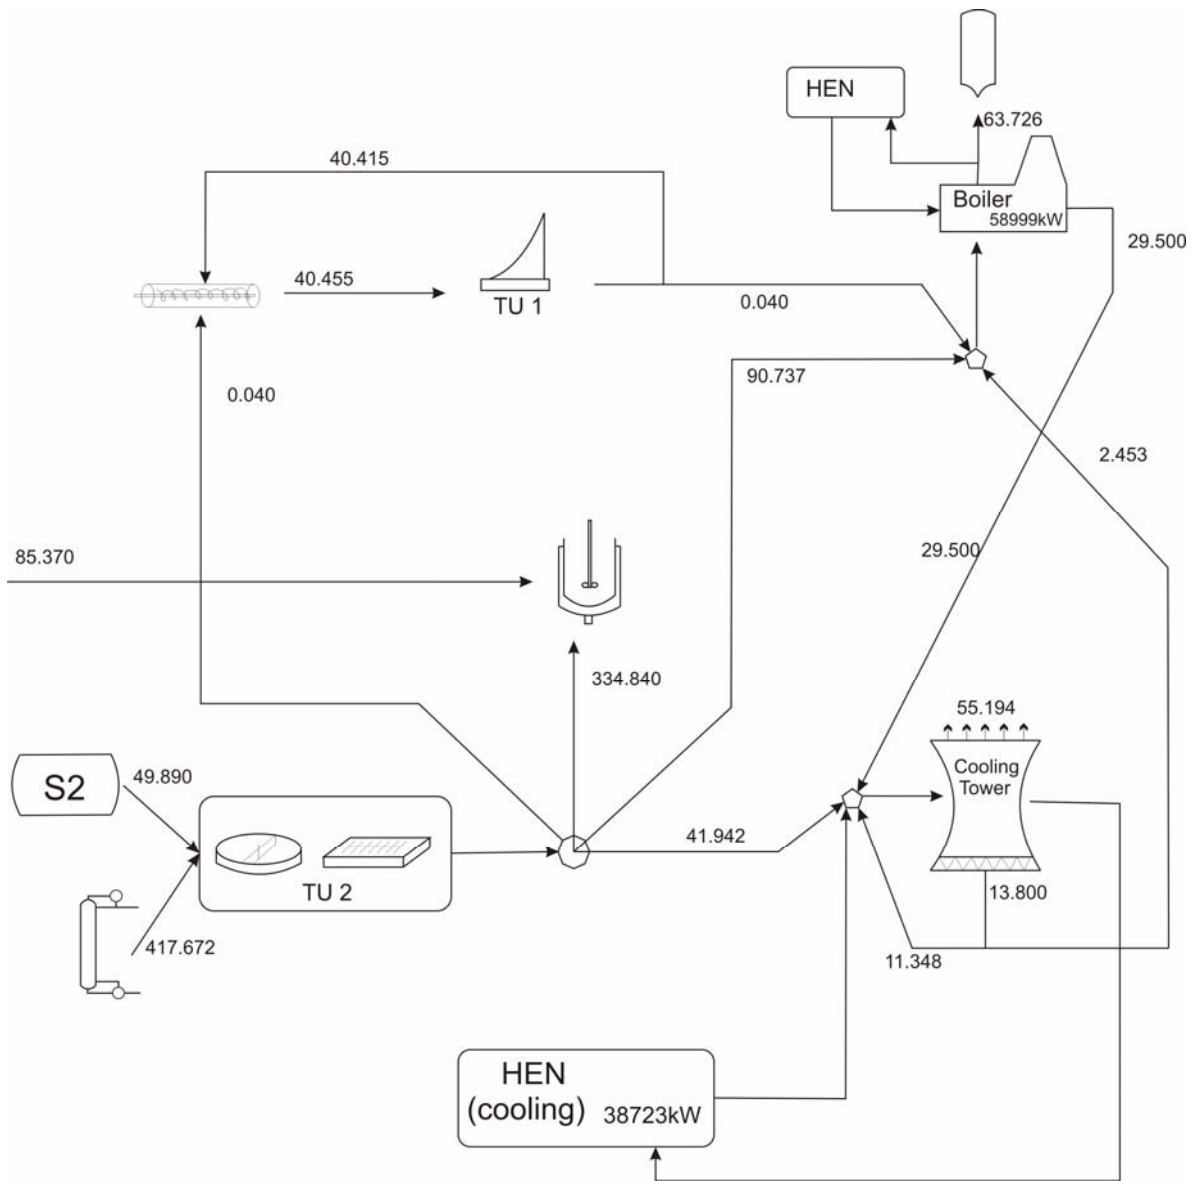 HEN
63.726
40.415
Boiler
58999kW
29.500
40.455
TU 1
0.040
90.737
0.040
2.453
29.500
85.370
334.840
55.194
S2
49.890
Cooling
Tower
41.942
TU 2
13.800
417.672
11.348
HEN
(cooling)
38723kW